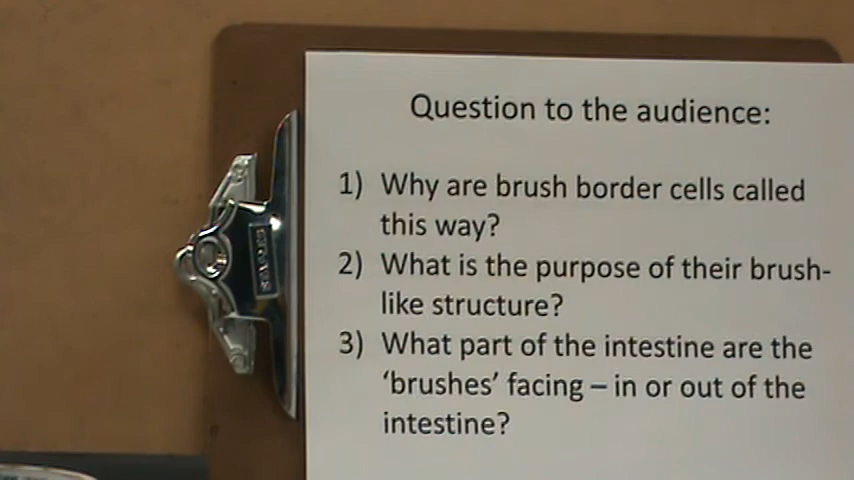 Question to the audience:
1) Why are brush border cells called
this way?
2) What is the purpose of their brush-
like structure?
3) What part of the intestine are the
‘brushes’ facing – in or out of the
intestine?